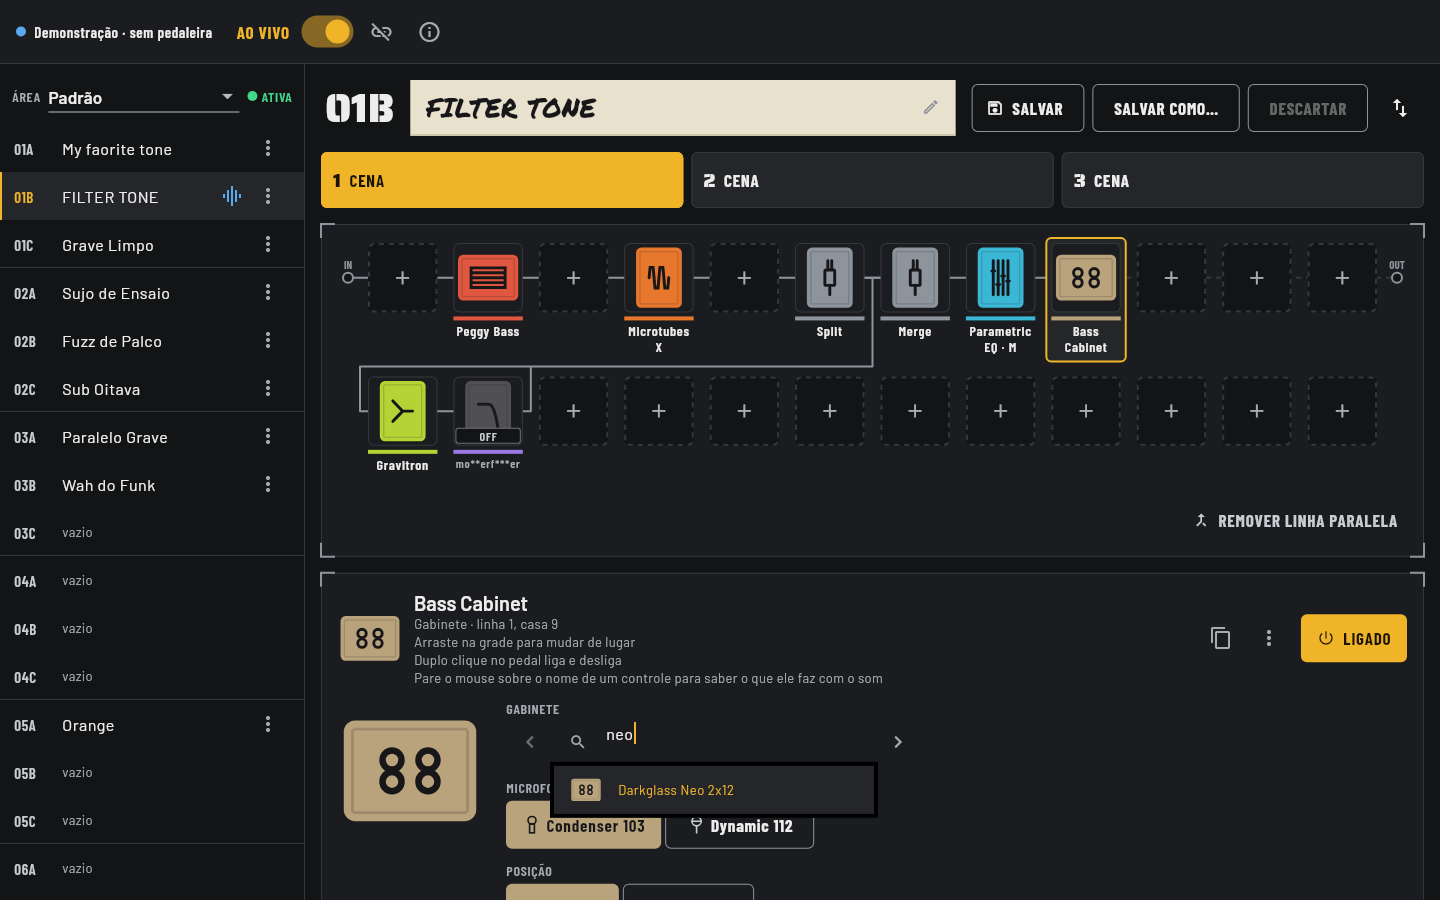 Demonstração · sem pedaleira
AO VIVO
ÁREA Padrão ATIVA
01A My faorite tone
01B FILTER TONE
01C Grave Limpo
02A Sujo de Ensaio
02B Fuzz de Palco
02C Sub Oitava
03A Paralelo Grave
03B Wah do Funk
03C vazio
04A vazio
04B vazio
04C vazio
05A Orange
05B vazio
05C vazio
06A vazio
01B FILTER TONE
SALVAR
SALVAR COMO...
DESCARTAR
1 CENA
2 CENA
3 CENA
IN
88
OUT
Peggy Bass
Microtubes
X
Split
Merge
Parametric
EQ · M
Bass
Cabinet
OFF
Gravitron
mo**erf***er
REMOVER LINHA PARALELA
Bass Cabinet
Gabinete · linha 1, casa 9
Arraste na grade para mudar de lugar
Duplo clique no pedal liga e desliga
Pare o mouse sobre o nome de um controle para saber o que ele faz com o som
88
LIGADO
88
GABINETE
neo
88 Darkglass Neo 2x12
MICROFO
Condenser 103
Dynamic 112
POSIÇÃO